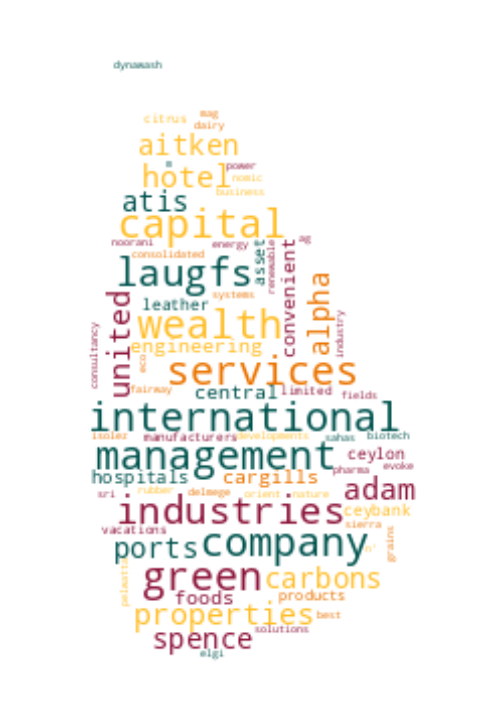 dynawash
citrus
mag
dairy
aitken
m
power
hotel
nomic
business
atis
capital
noorani
energy
ag
consolidated
laugfs
asset
renewable
convenient
systems
leather
alpha
united
wealth
industry
consultancy
engineering
eco
services
fairway
central
limited
fields
international
isolez
manufacturers
developments
sahas
biotech
management
ceylon
pharma
evoke
hospitals
cargills
adam
sri
rubber
delmege
orient
nature
industries
ceybank
sierra
vacations
grains
ports
company
n'
green
carbons
pelwatte
foods
products
properties
best
spence
solutions
elgi